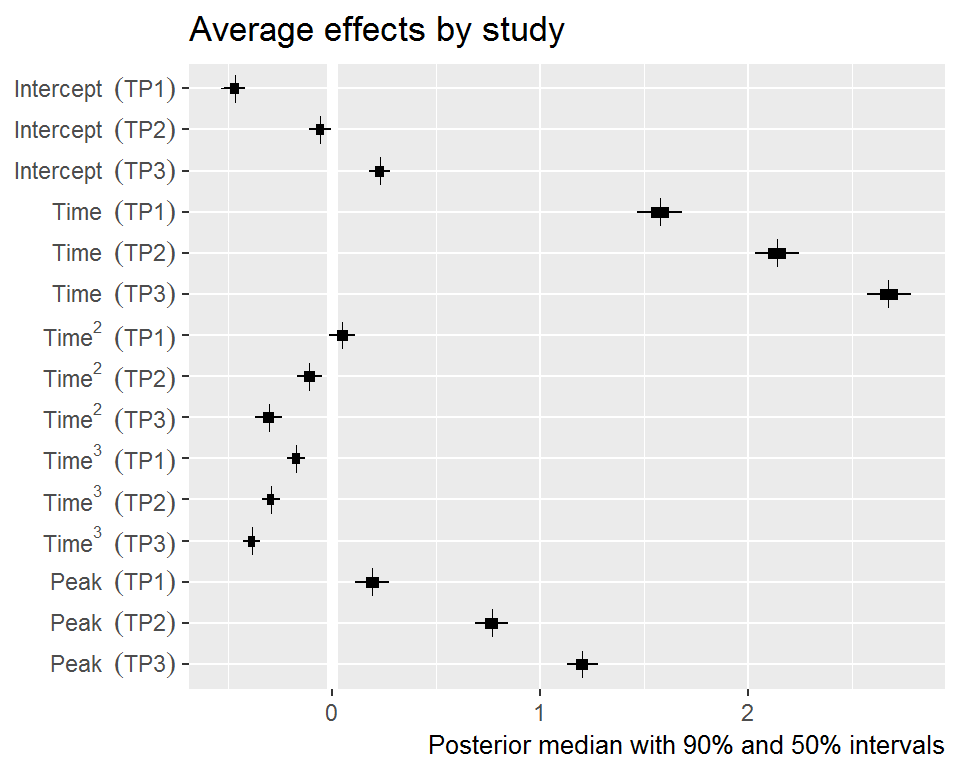 Average effects by study
Intercept (TP1)
Intercept (TP2)
Intercept (TP3)
Time (TP1)
Time (TP2)
Time (TP3)
Time² (TP1)
Time² (TP2)
Time² (TP3)
Time³ (TP1)
Time³ (TP2)
Time³ (TP3)
Peak (TP1)
Peak (TP2)
Peak (TP3)
0 1 2
Posterior median with 90% and 50% intervals